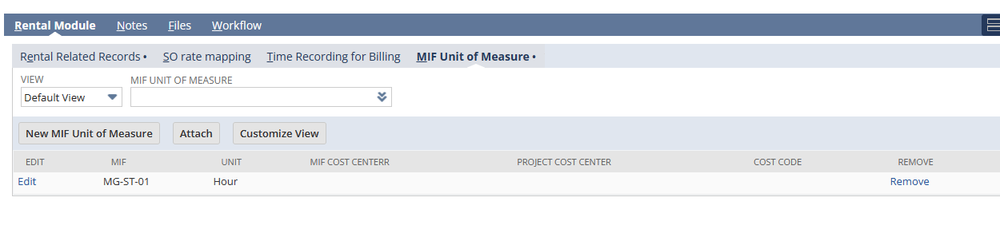 Rental Module Notes Files Workflow
Rental Related Records • SO rate mapping Time Recording for Billing MIF Unit of Measure •
VIEW MIF UNIT OF MEASURE
Default View
New MIF Unit of Measure Attach Customize View
EDIT MIF UNIT MIF COST CENTERR PROJECT COST CENTER COST CODE REMOVE
Edit MG-ST-01 Hour Remove